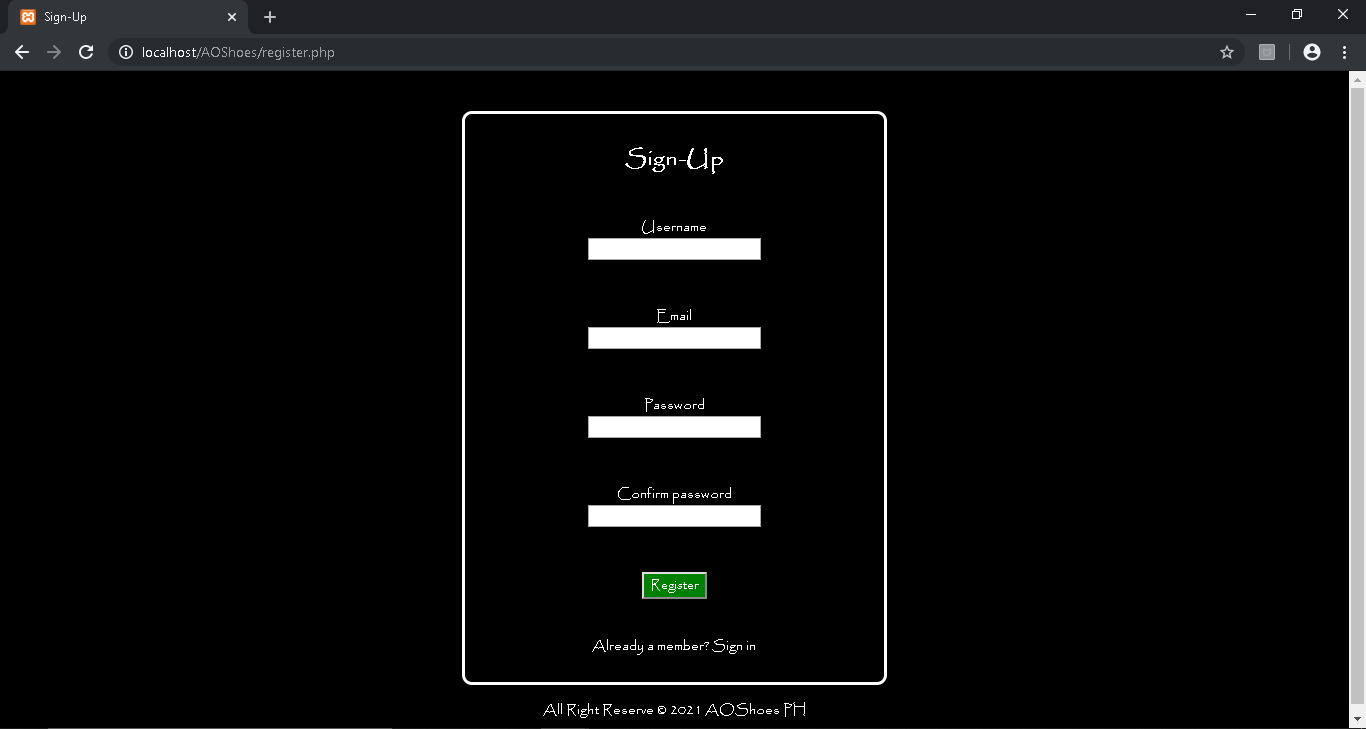 Sign-Up
localhost/AOShoes/register.php
Sign-Up
Username
Email
Password
Confirm password
Register
Already a member? Sign in
All Right Reserve © 2021 AOShoes PH